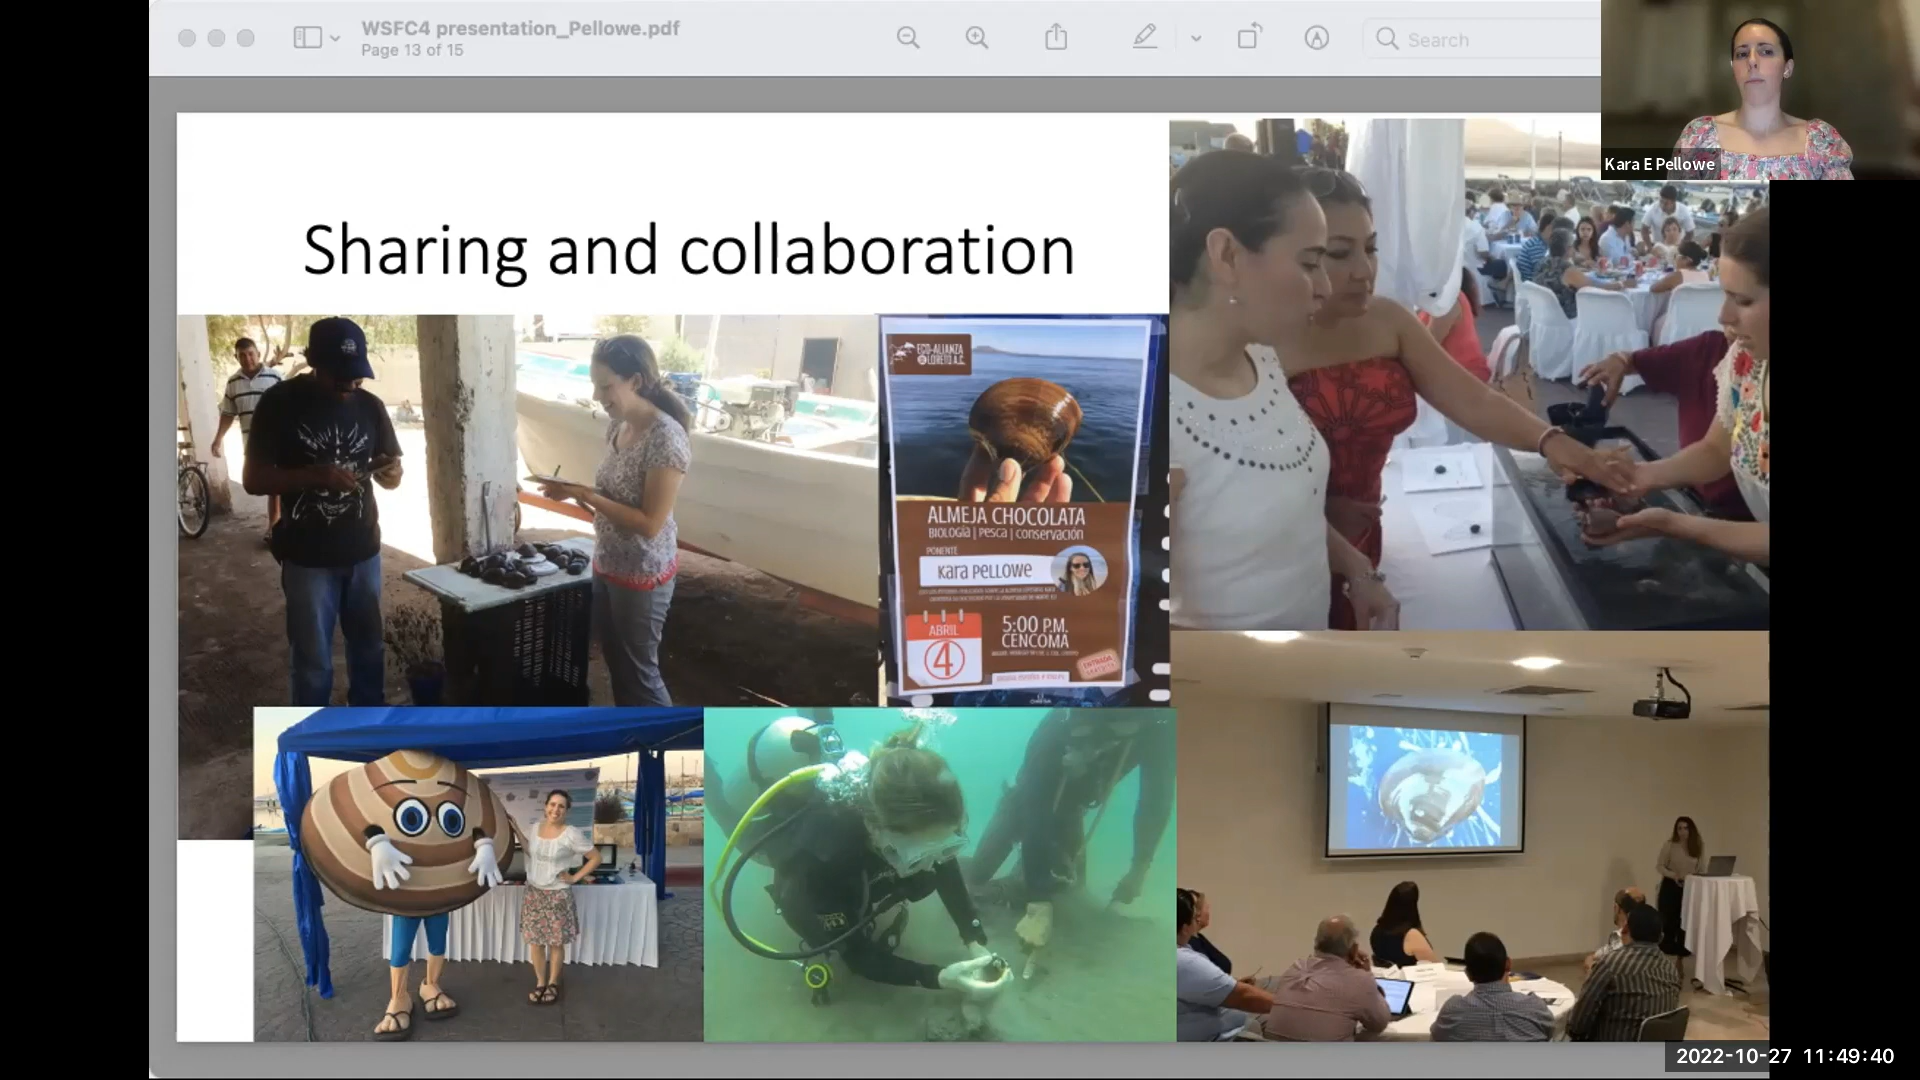 WSFC4 presentation_Pellowe.pdf
Page 13 of 15
Search
Kara E Pellowe
Sharing and collaboration
ECO-ALIANZA
LORETO A.C.
ALMEJA CHOCOLATA
BIOLOGÍA | PESCA | CONSERVACIÓN
PONENTE
KARA PELLOWE
ABRIL
4
5:00 P.M.
CENCOMA
ENTRADA
2022-10-27 11:49:40